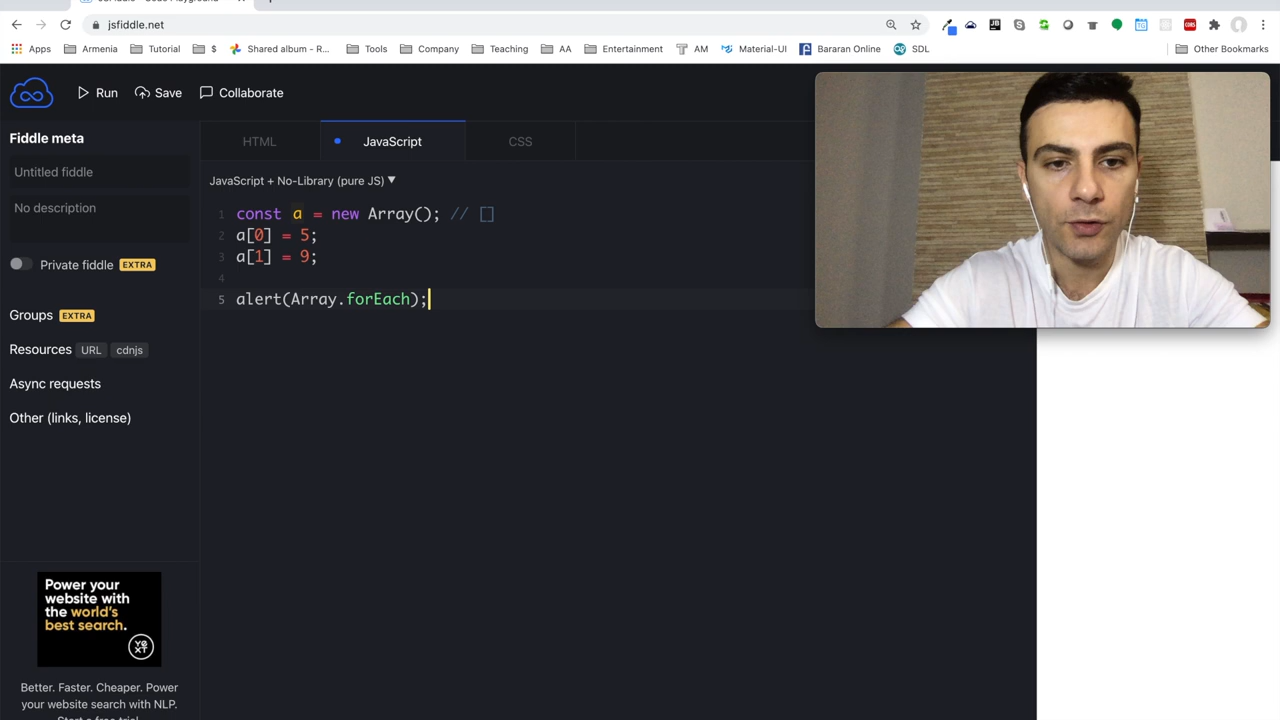 jsfiddle.net
Apps Armenia Tutorial $ Shared album - R... Tools Company Teaching AA Entertainment AM Material-UI Bararan Online SDL Other Bookmarks
Run Save Collaborate
Fiddle meta
Untitled fiddle
No description
Private fiddle EXTRA
Groups EXTRA
Resources URL cdnjs
Async requests
Other (links, license)
HTML JavaScript CSS
JavaScript + No-Library (pure JS) ▼
1 const a = new Array(); // []
2 a[0] = 5;
3 a[1] = 9;
4
5 alert(Array.forEach);
Power your
website with
the world's
best search.
yext
Better. Faster. Cheaper. Power
your website search with NLP.
Start a free trial